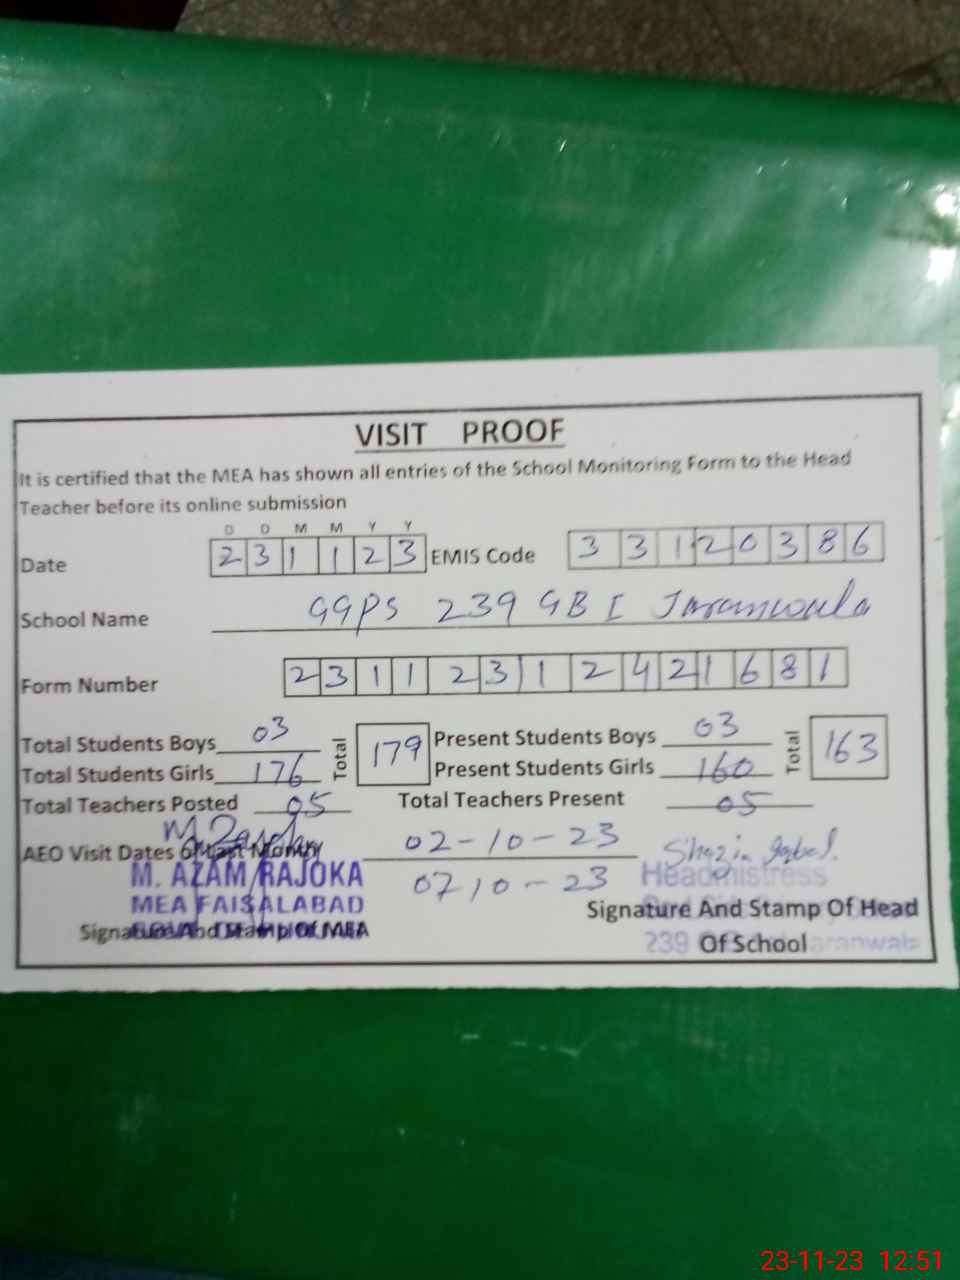 VISIT PROOF
It is certified that the MEA has shown all entries of the School Monitoring Form to the Head
Teacher before its online submission
D D M M Y Y
Date 2 3 1 1 2 3 EMIS Code 3 3 1 2 0 3 8 6
School Name GGPS 239 GB I Jaranwala
Form Number 2 3 1 1 2 3 1 2 4 2 1 6 8 1
Total Students Boys 03 Total 179 Present Students Boys 03 Total 163
Total Students Girls 176 Present Students Girls 160
Total Teachers Posted 05 Total Teachers Present 05
AEO Visit Dates of Last Month 02-10-23 Shazia Iqbal
M. AZAM RAJOKA 07 10-23 Headmistress
MEA FAISALABAD
Signature And Stamp Of MEA Signature And Stamp Of Head
239 Of School Jaranwala
23-11-23 12:51